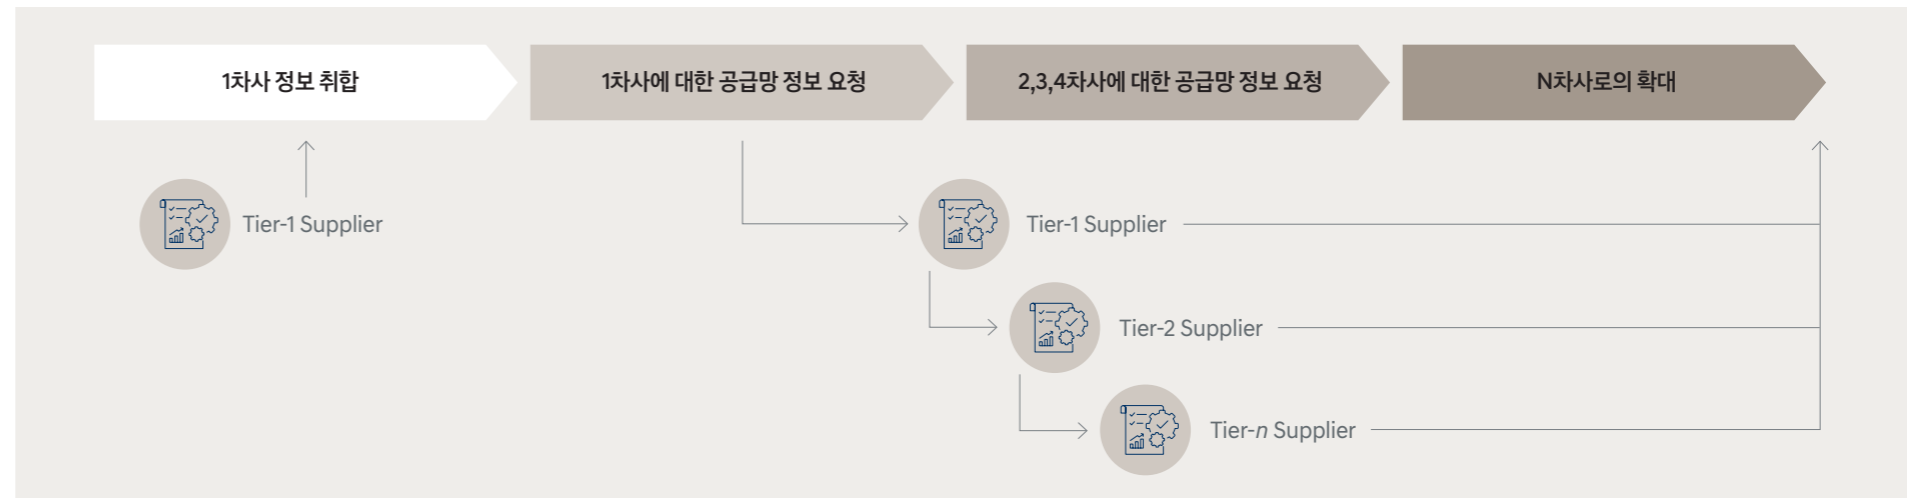 1차사 정보 취합
1차사에 대한 공급망 정보 요청
2,3,4차사에 대한 공급망 정보 요청
N차사로의 확대
Tier-1 Supplier
Tier-1 Supplier
Tier-2 Supplier
Tier-n Supplier